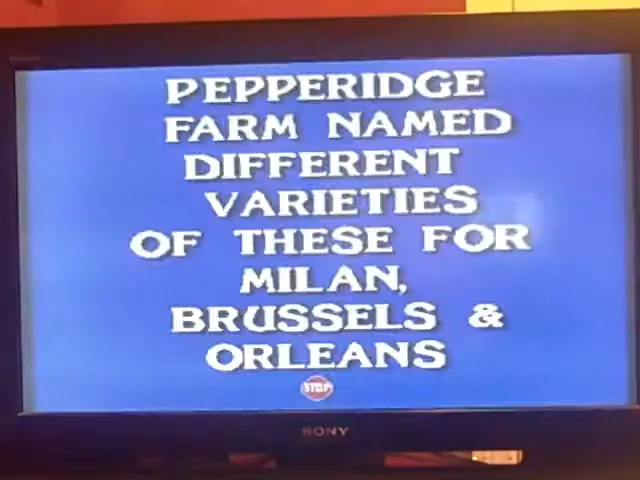 PEPPERIDGE
FARM NAMED
DIFFERENT
VARIETIES
OF THESE FOR
MILAN,
BRUSSELS &
ORLEANS
STOP
SONY